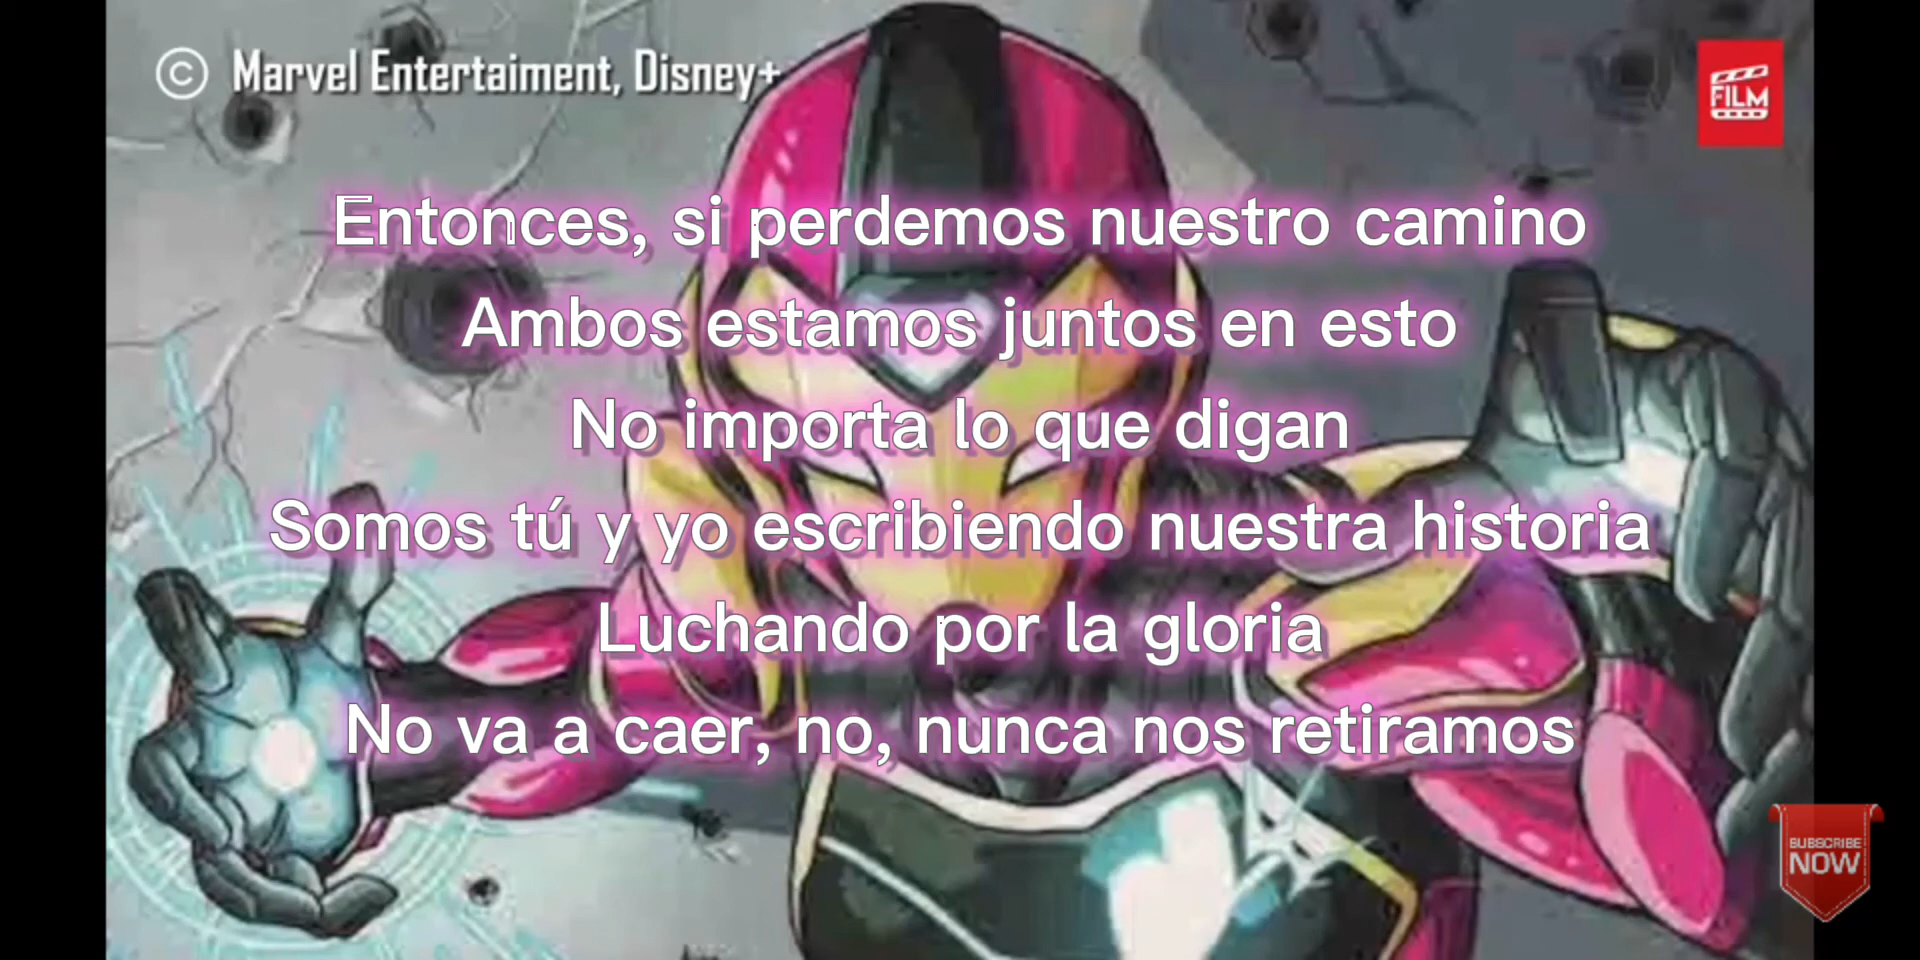 © Marvel Entertaiment, Disney+
FILM
Entonces, si perdemos nuestro camino
Ambos estamos juntos en esto
No importa lo que digan
Somos tú y yo escribiendo nuestra historia
Luchando por la gloria
No va a caer, no, nunca nos retiramos
SUBSCRIBE
NOW